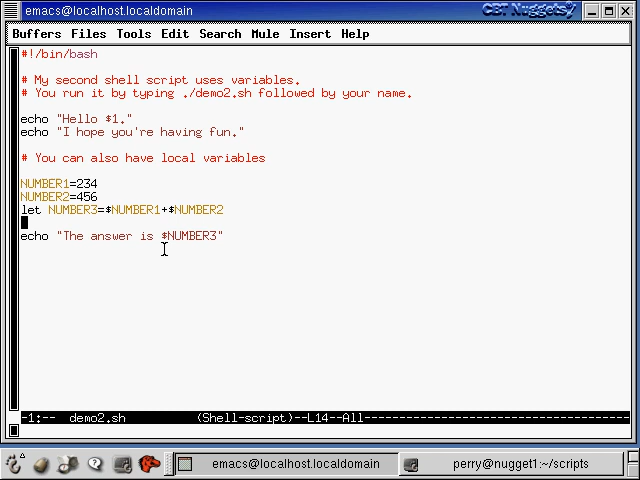 emacs@localhost.localdomain
CBT Nuggets
Buffers Files Tools Edit Search Mule Insert Help
#!/bin/bash
# My second shell script uses variables.
# You run it by typing ./demo2.sh followed by your name.
echo "Hello $1."
echo "I hope you're having fun."
# You can also have local variables
NUMBER1=234
NUMBER2=456
let NUMBER3=$NUMBER1+$NUMBER2
echo "The answer is $NUMBER3"
-1:-- demo2.sh (Shell-script)--L14--All--------------------------------------------
emacs@localhost.localdomain
perry@nugget1:~/scripts